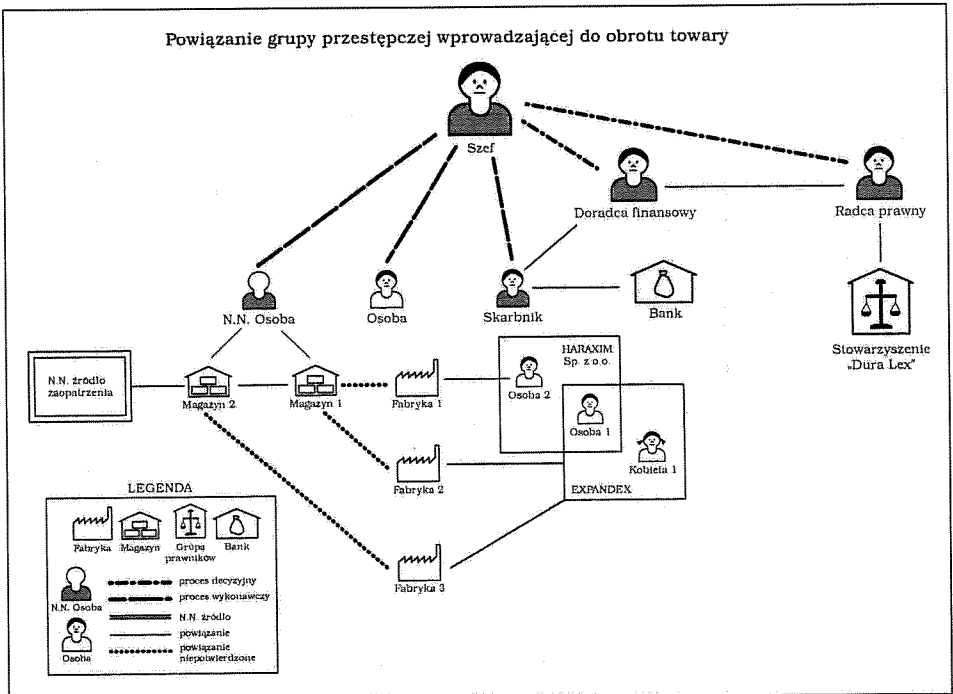 Powiązanie grupy przestępczej wprowadzającej do obrotu towary
Szef
Doradca finansowy
Radca prawny
N.N. Osoba
Osoba
Skarbnik
Bank
Stowarzyszenie
„Dura Lex"
N.N. źródło
zaopatrzenia
Magazyn 2
Magazyn 1
Fabryka 1
HARAXIM
Sp. z o.o.
Osoba 2
Osoba 1
Kobieta 1
EXPANDEX
Fabryka 2
Fabryka 3
LEGENDA
Fabryka
Magazyn
Grupa
prawników
Bank
N.N. Osoba
Osoba
proces decyzyjny
proces wykonawczy
N.N. źródło
powiązanie
powiązanie
niepotwierdzone